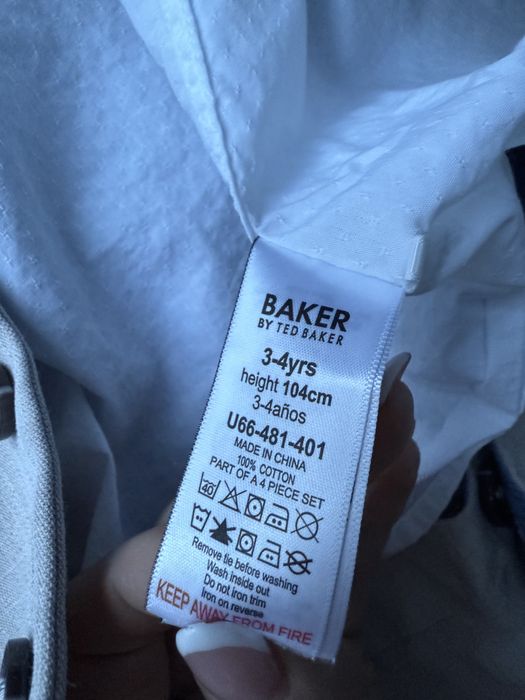 BAKER
BY TED BAKER
3-4yrs
height 104cm
3-4años
U66-481-401
MADE IN CHINA
100% COTTON
PART OF A 4 PIECE SET
40
Remove tie before washing
Wash inside out
Do not iron trim
Iron on reverse
KEEP AWAY FROM FIRE